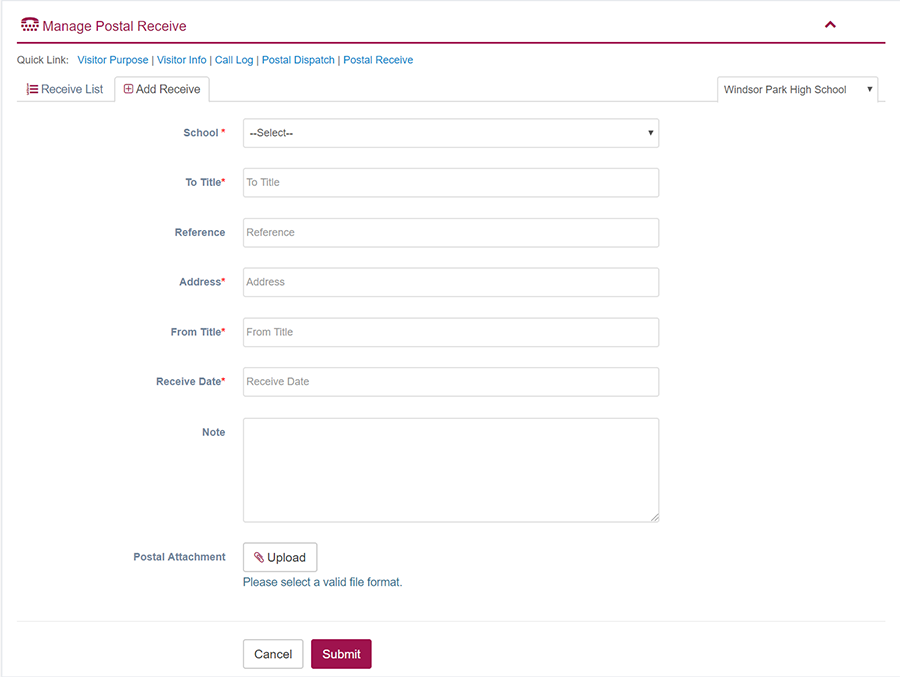 Manage Postal Receive
Quick Link: Visitor Purpose | Visitor Info | Call Log | Postal Dispatch | Postal Receive
Receive List Add Receive Windsor Park High School
School * --Select--
To Title* To Title
Reference Reference
Address* Address
From Title* From Title
Receive Date* Receive Date
Note
Postal Attachment Upload
Please select a valid file format.
Cancel Submit